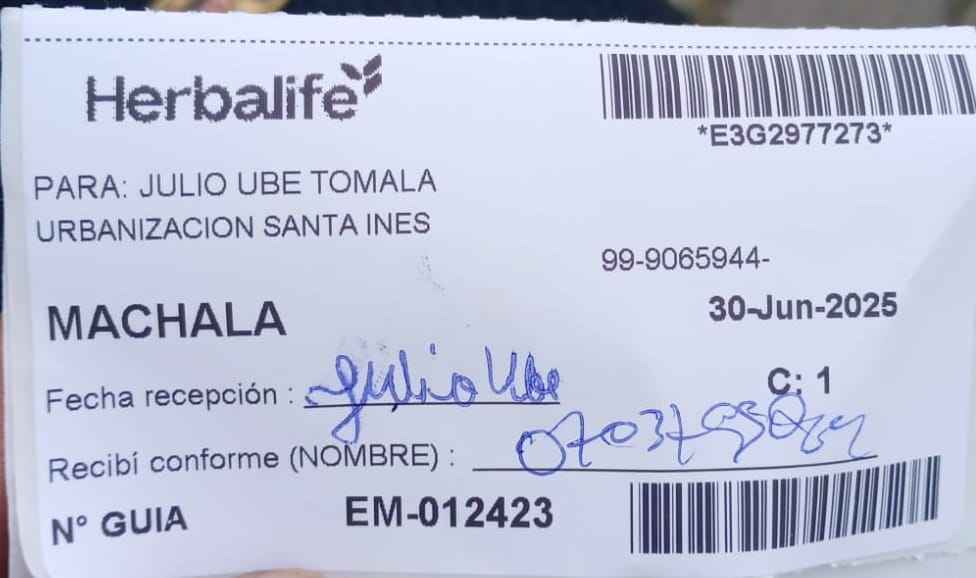 Herbalife
*E3G2977273*
PARA: JULIO UBE TOMALA
URBANIZACION SANTA INES
99-9065944-
MACHALA
30-Jun-2025
C: 1
Fecha recepción : Julio Ube
Recibí conforme (NOMBRE) :
N° GUIA EM-012423